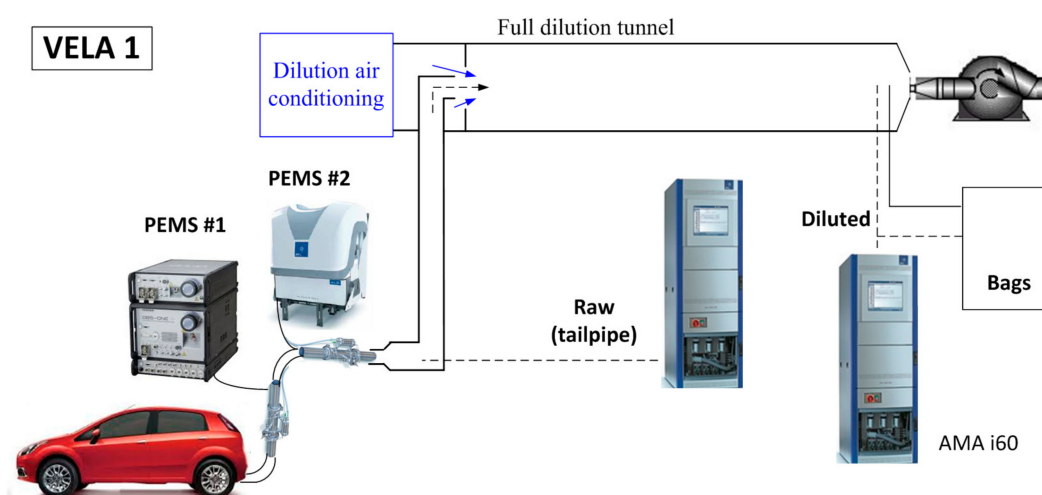 VELA 1
Full dilution tunnel
Dilution air
conditioning
PEMS #2
PEMS #1
Diluted
Bags
Raw
(tailpipe)
AMA i60